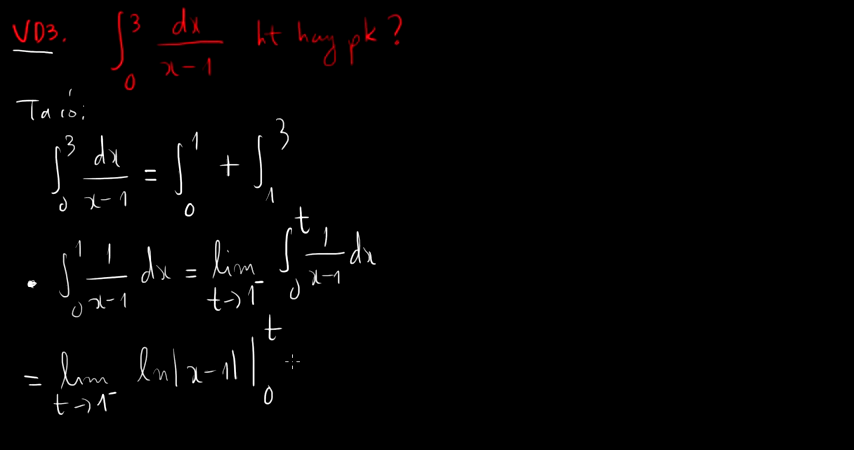 VD3. ∫₀³ dx/(x-1) ht hay pk?
Ta có:
∫₀³ dx/(x-1) = ∫₀¹ + ∫₁³
• ∫₀¹ 1/(x-1) dx = lim_{t→1⁻} ∫₀ᵗ 1/(x-1) dx
= lim_{t→1⁻} ln|x-1| |₀ᵗ